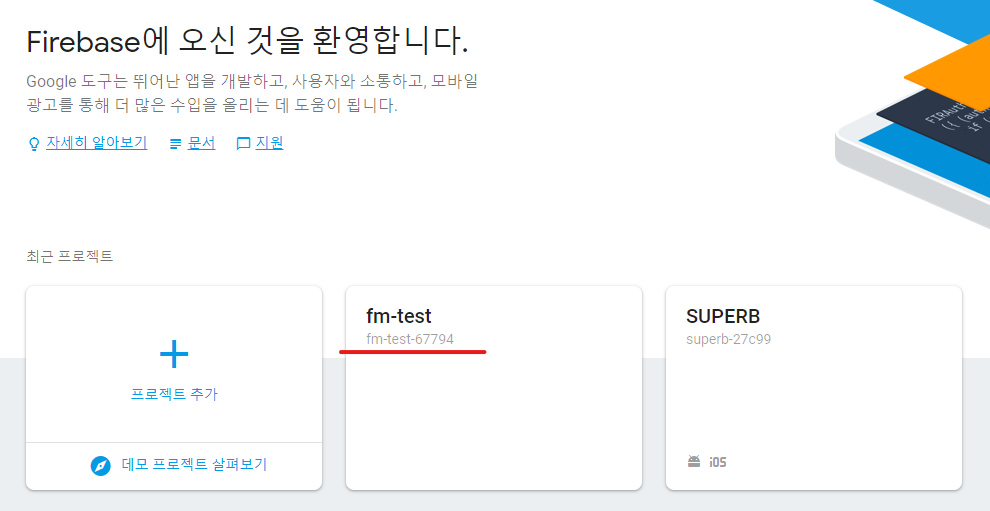 Firebase에 오신 것을 환영합니다.
Google 도구는 뛰어난 앱을 개발하고, 사용자와 소통하고, 모바일
광고를 통해 더 많은 수입을 올리는 데 도움이 됩니다.
자세히 알아보기 문서 지원
최근 프로젝트
프로젝트 추가
데모 프로젝트 살펴보기
fm-test
fm-test-67794
SUPERB
superb-27c99
iOS